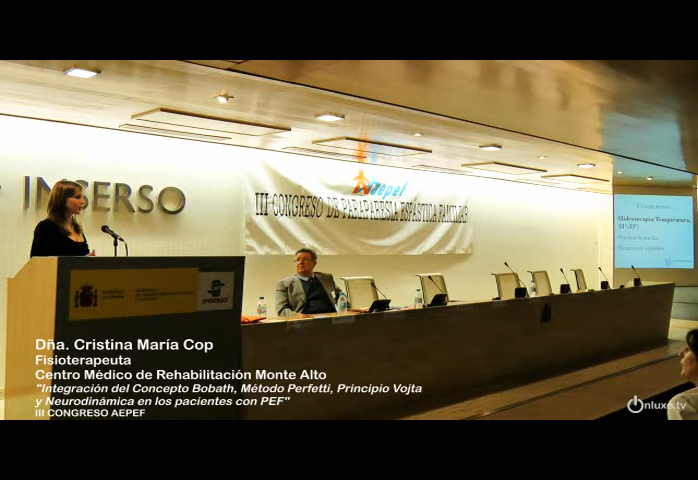 IMSERSO
aepef
III CONGRESO DE PARAPARESIA ESPÁSTICA FAMILIAR
Hidroterapia(Temperatura,
IMSERSO
Dña. Cristina María Cop
Fisioterapeuta
Centro Médico de Rehabilitación Monte Alto
"Integración del Concepto Bobath, Método Perfetti, Principio Vojta
y Neurodinámica en los pacientes con PEF"
III CONGRESO AEPEF
Onluxe.tv